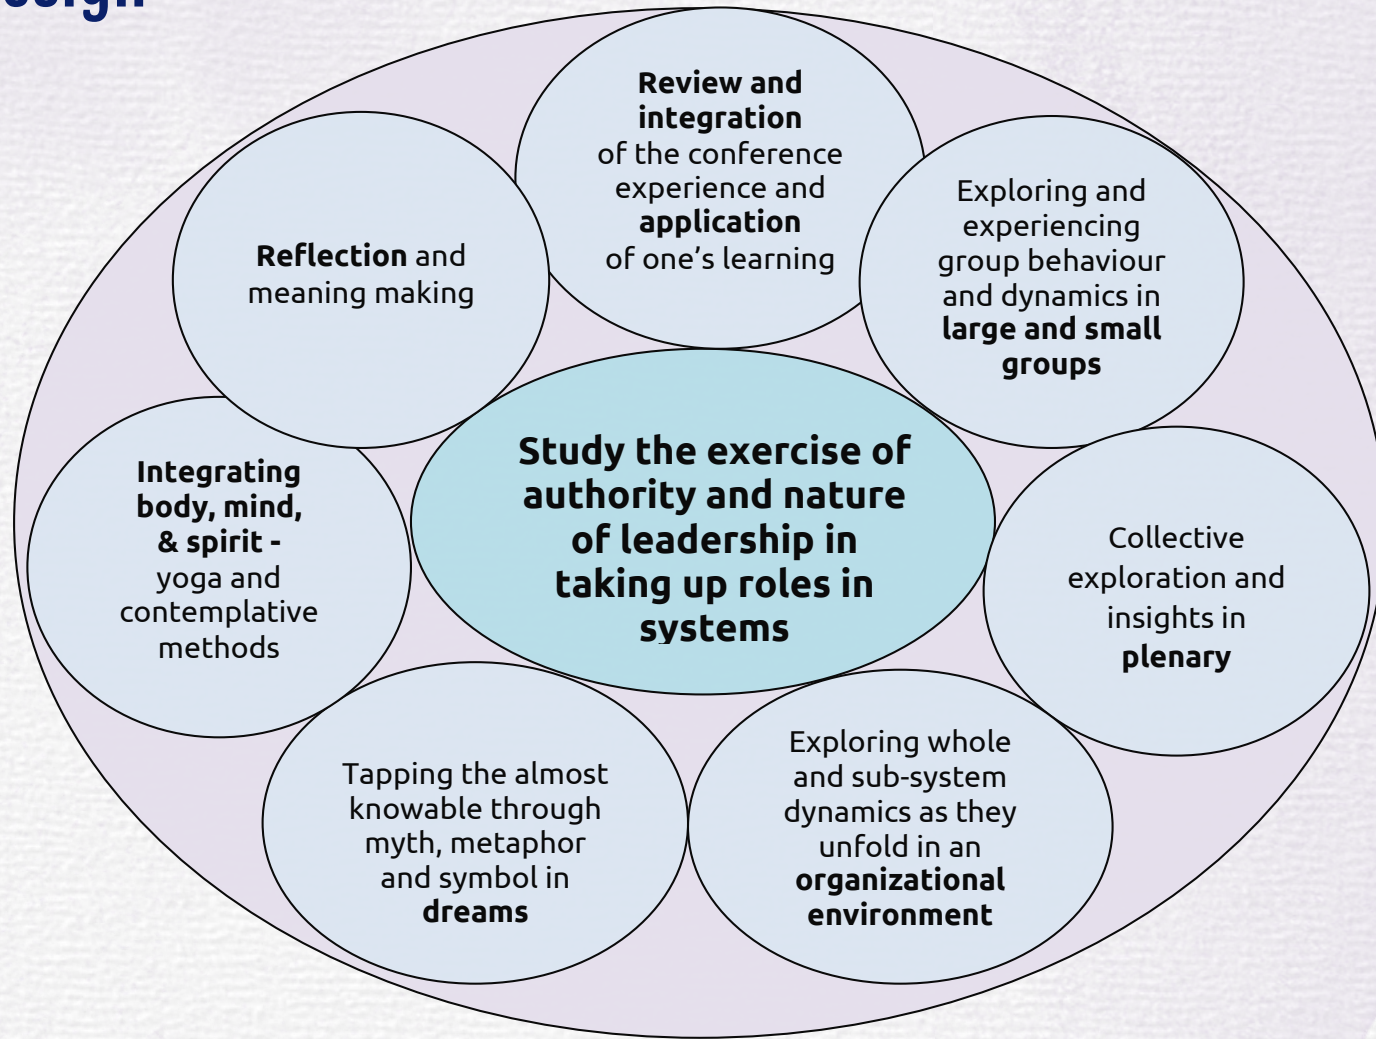 Review and
integration
of the conference
experience and
application
of one’s learning
Exploring and
experiencing
group behaviour
and dynamics in
large and small
groups
Reflection and
meaning making
Study the exercise of
authority and nature
of leadership in
taking up roles in
systems
Integrating
body, mind,
& spirit -
yoga and
contemplative
methods
Collective
exploration and
insights in
plenary
Tapping the almost
knowable through
myth, metaphor
and symbol in
dreams
Exploring whole
and sub-system
dynamics as they
unfold in an
organizational
environment